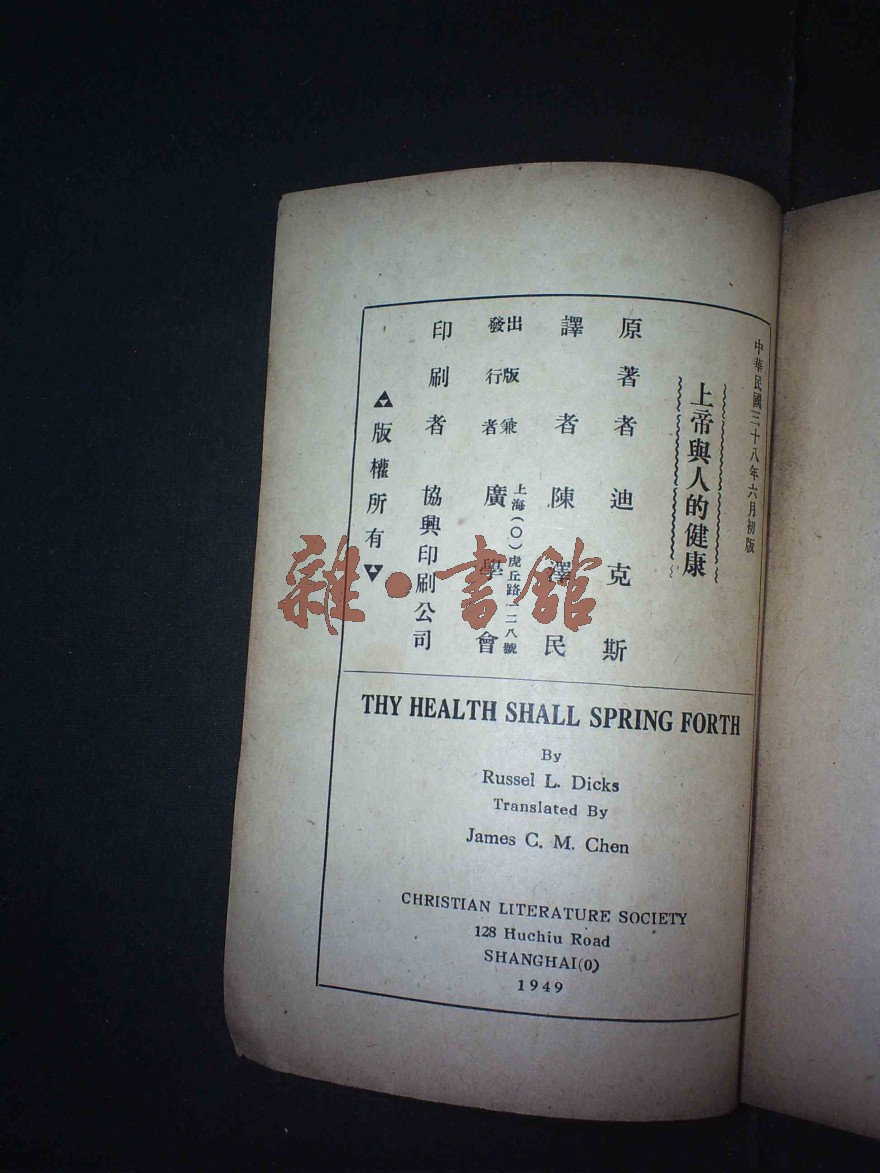 中華民國三十八年六月初版
上帝與人的健康
原著者 迪克斯
譯者 陳澤民
出版兼發行者 廣學會
上海(〇)虎丘路一二八號
印刷者 協興印刷公司
版權所有
THY HEALTH SHALL SPRING FORTH
By
Russel L. Dicks
Translated By
James C. M. Chen
CHRISTIAN LITERATURE SOCIETY
128 Huchiu Road
SHANGHAI(0)
1949
雜·書館